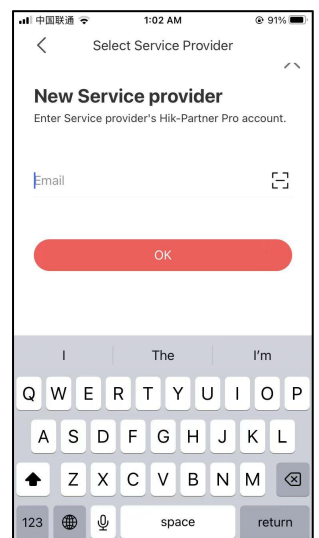 中国联通 1:02 AM 91%
Select Service Provider
New Service provider
Enter Service provider's Hik-Partner Pro account.
Email
OK
I The I'm
Q W E R T Y U I O P
A S D F G H J K L
Z X C V B N M
123 space return